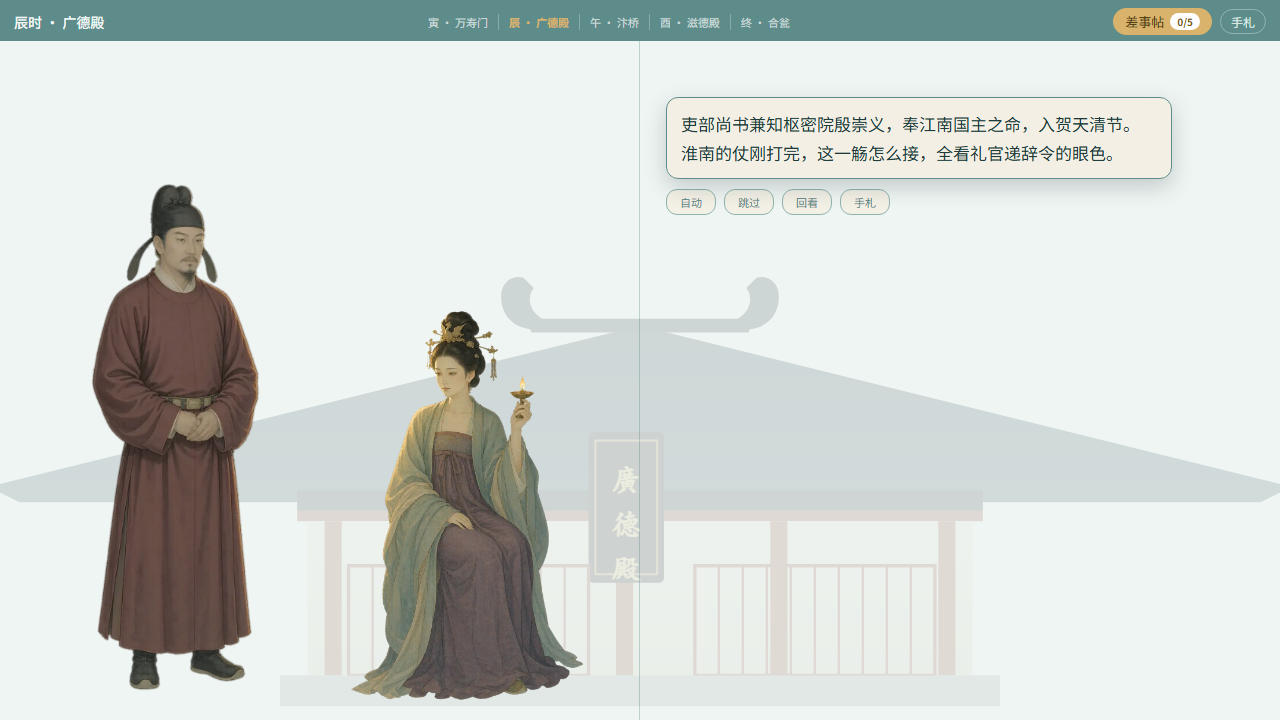 辰时 · 广德殿
寅 · 万寿门
辰 · 广德殿
午 · 汴桥
酉 · 滋德殿
终 · 合卺
差事帖 0/5
手札
吏部尚书兼知枢密院殷崇义，奉江南国主之命，入贺天清节。
淮南的仗刚打完，这一觞怎么接，全看礼官递辞令的眼色。
自动
跳过
回看
手札
廣德殿